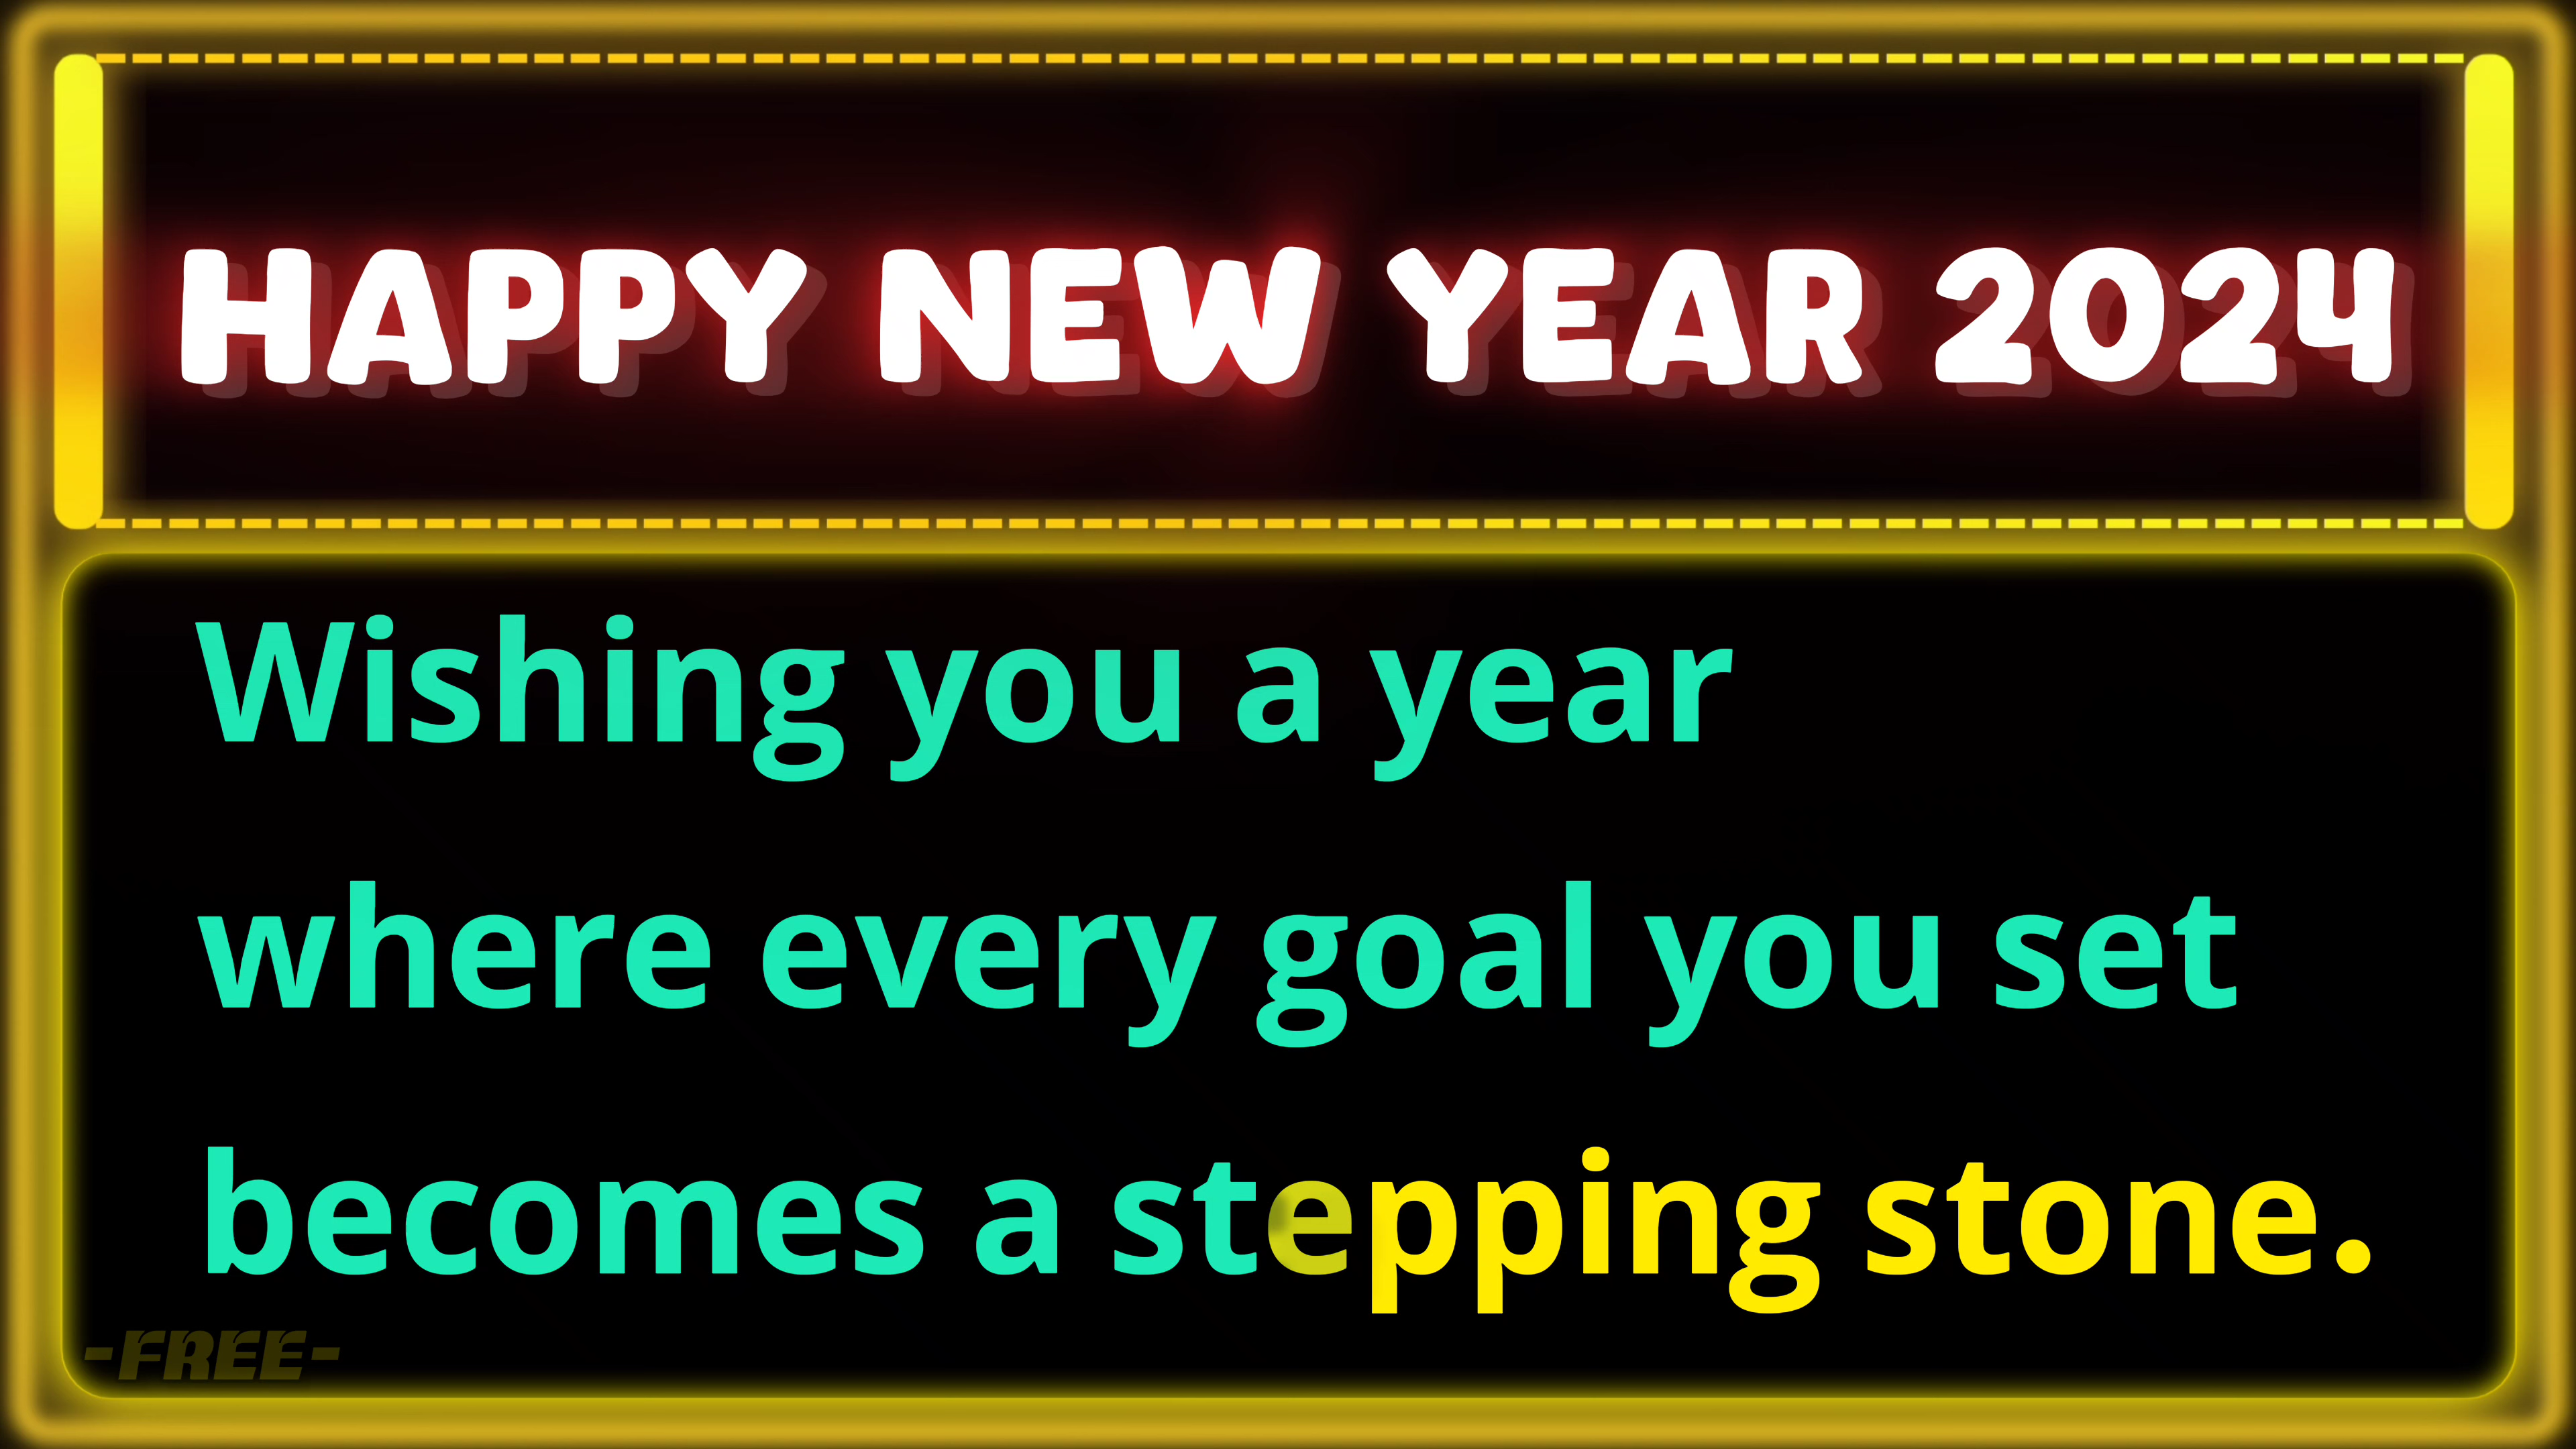 HAPPY NEW YEAR 2024
Wishing you a year
where every goal you set
becomes a stepping stone.
-FREE-